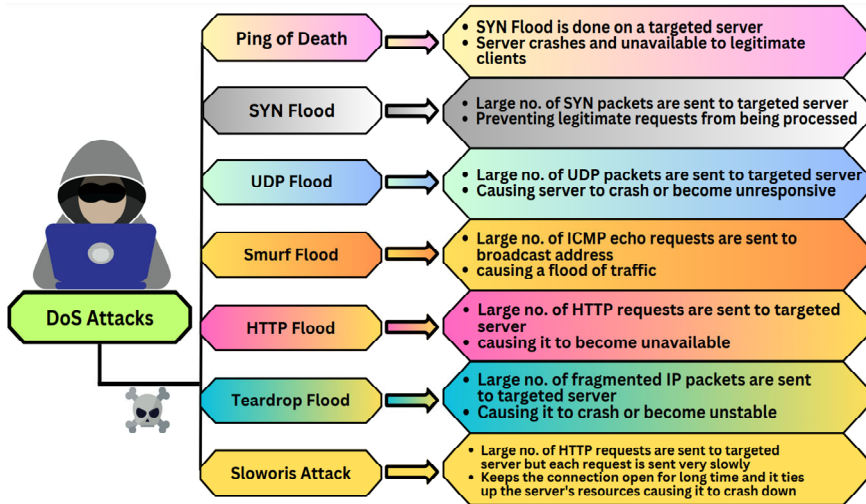 Ping of Death
• SYN Flood is done on a targeted server
• Server crashes and unavailable to legitimate
clients
SYN Flood
• Large no. of SYN packets are sent to targeted server
• Preventing legitimate requests from being processed
UDP Flood
• Large no. of UDP packets are sent to targeted server
• Causing server to crash or become unresponsive
Smurf Flood
• Large no. of ICMP echo requests are sent to
broadcast address
• causing a flood of traffic
DoS Attacks
HTTP Flood
• Large no. of HTTP requests are sent to targeted
server
• causing it to become unavailable
Teardrop Flood
• Large no. of fragmented IP packets are sent
to targeted server
• Causing it to crash or become unstable
Sloworis Attack
• Large no. of HTTP requests are sent to targeted
server but each request is sent very slowly
• Keeps the connection open for long time and it ties
up the server's resources causing it to crash down